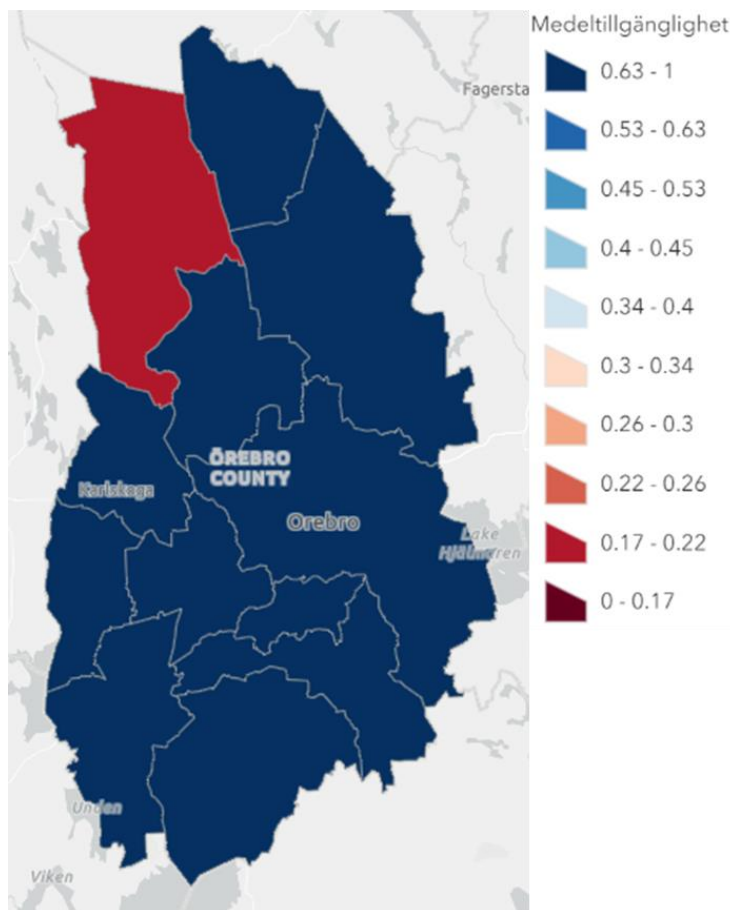 Medeltillgänglighet
0.63 - 1
0.53 - 0.63
0.45 - 0.53
0.4 - 0.45
0.34 - 0.4
0.3 - 0.34
0.26 - 0.3
0.22 - 0.26
0.17 - 0.22
0 - 0.17
Fagersta
ÖREBRO
COUNTY
Karlskoga
Orebro
Lake
Hjälmaren
Unden
Viken